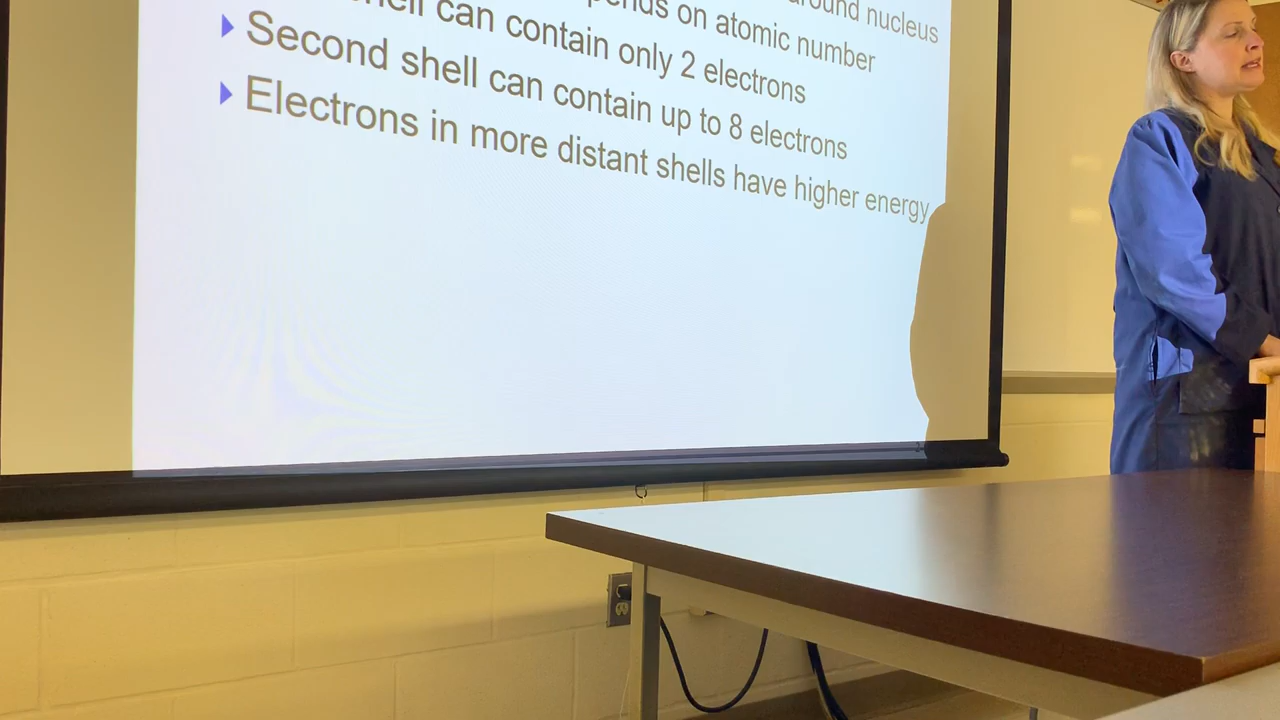 around nucleus
on atomic number
shell can contain only 2 electrons
Second shell can contain up to 8 electrons
Electrons in more distant shells have higher energy